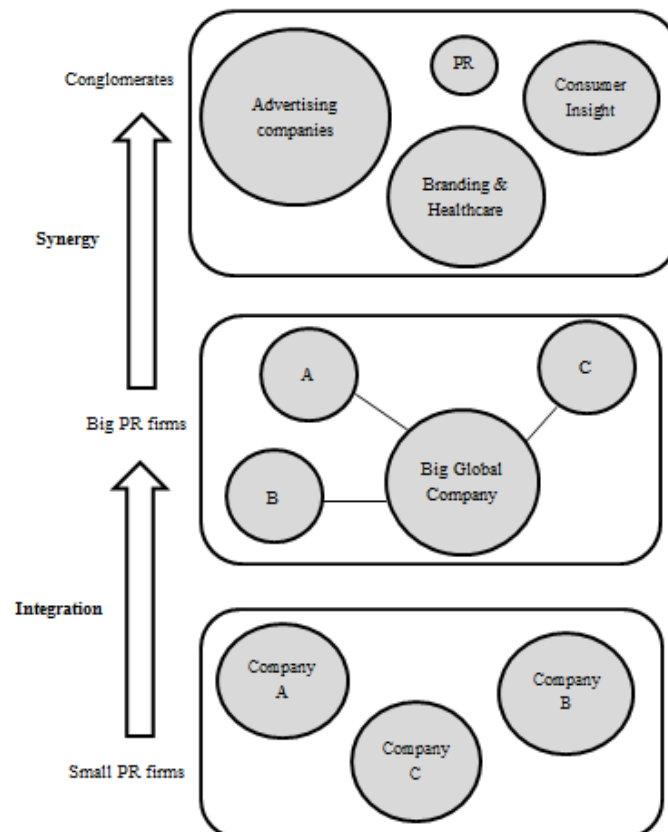 Conglomerates
Advertising
companies
PR
Consumer
Insight
Branding &
Healthcare
Synergy
Big PR firms
A
C
B
Big Global
Company
Integration
Small PR firms
Company
A
Company
B
Company
C